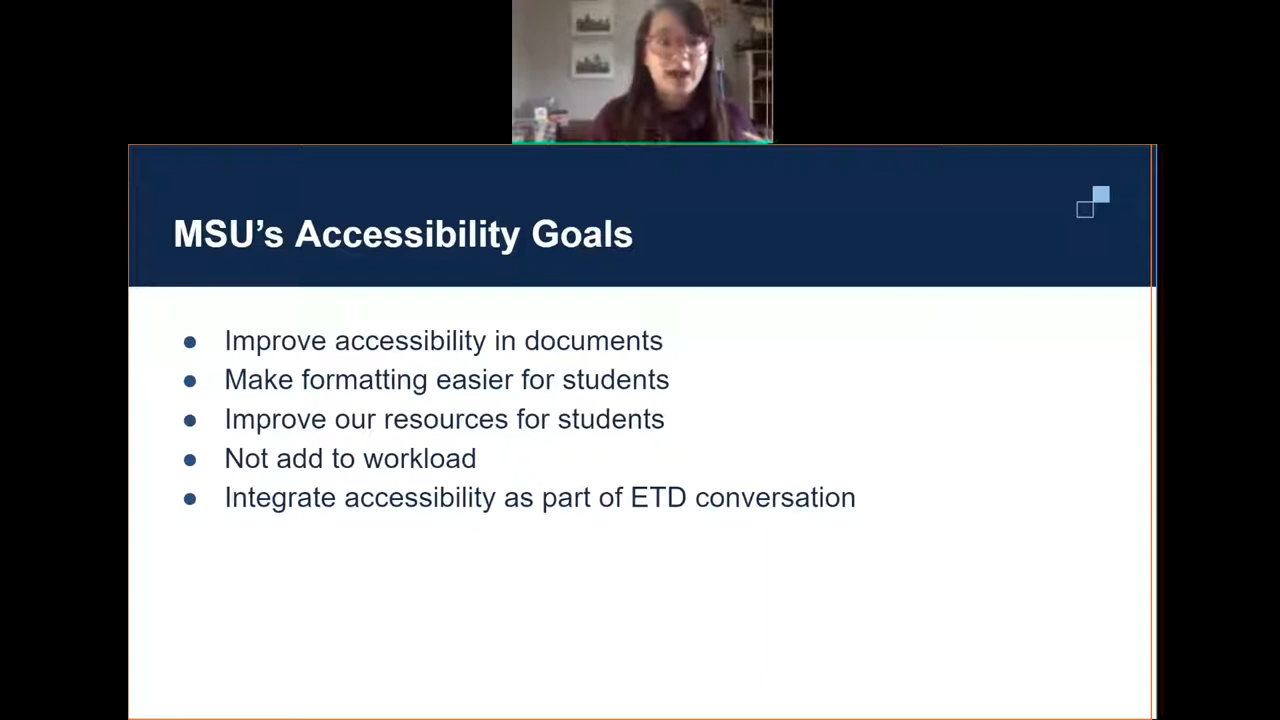 MSU’s Accessibility Goals
● Improve accessibility in documents
● Make formatting easier for students
● Improve our resources for students
● Not add to workload
● Integrate accessibility as part of ETD conversation